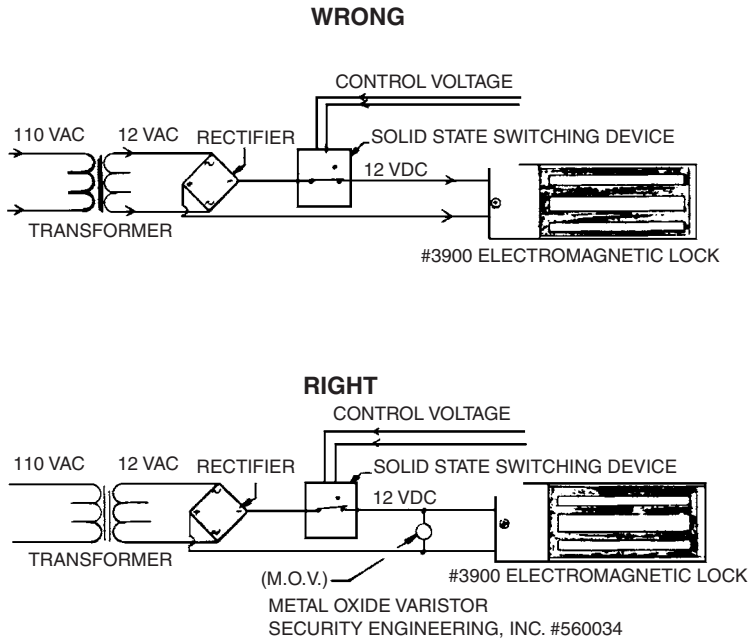 WRONG
CONTROL VOLTAGE
110 VAC
12 VAC
RECTIFIER
SOLID STATE SWITCHING DEVICE
12 VDC
TRANSFORMER
#3900 ELECTROMAGNETIC LOCK
RIGHT
CONTROL VOLTAGE
110 VAC
12 VAC
RECTIFIER
SOLID STATE SWITCHING DEVICE
12 VDC
TRANSFORMER
(M.O.V.)
#3900 ELECTROMAGNETIC LOCK
METAL OXIDE VARISTOR
SECURITY ENGINEERING, INC. #560034